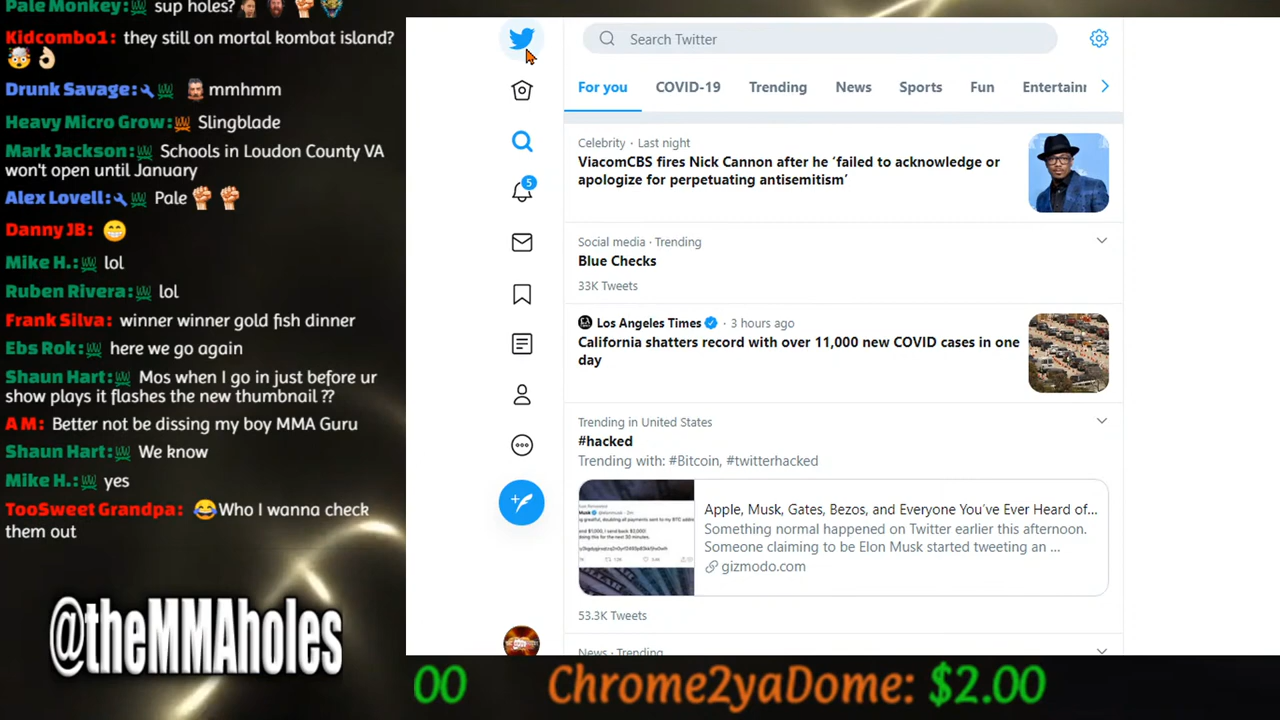 Pale Monkey: sup holes?
Kidcombo1: they still on mortal kombat island?
Drunk Savage: mmhmm
Heavy Micro Grow: Slingblade
Mark Jackson: Schools in Loudon County VA
won't open until January
Alex Lovell: Pale
Danny JB:
Mike H.: lol
Ruben Rivera: lol
Frank Silva: winner winner gold fish dinner
Ebs Rok: here we go again
Shaun Hart: Mos when I go in just before ur
show plays it flashes the new thumbnail ??
A M: Better not be dissing my boy MMA Guru
Shaun Hart: We know
Mike H.: yes
TooSweet Grandpa: Who I wanna check
them out
@theMMAholes
Search Twitter
For you COVID-19 Trending News Sports Fun Entertainr
5
Celebrity · Last night
ViacomCBS fires Nick Cannon after he 'failed to acknowledge or
apologize for perpetuating antisemitism'
Social media · Trending
Blue Checks
33K Tweets
Los Angeles Times · 3 hours ago
California shatters record with over 11,000 new COVID cases in one
day
Trending in United States
#hacked
Trending with: #Bitcoin, #twitterhacked
Apple, Musk, Gates, Bezos, and Everyone You've Ever Heard of...
Something normal happened on Twitter earlier this afternoon.
Someone claiming to be Elon Musk started tweeting an ...
gizmodo.com
53.3K Tweets
News · Trending
00 Chrome2yaDome: $2.00